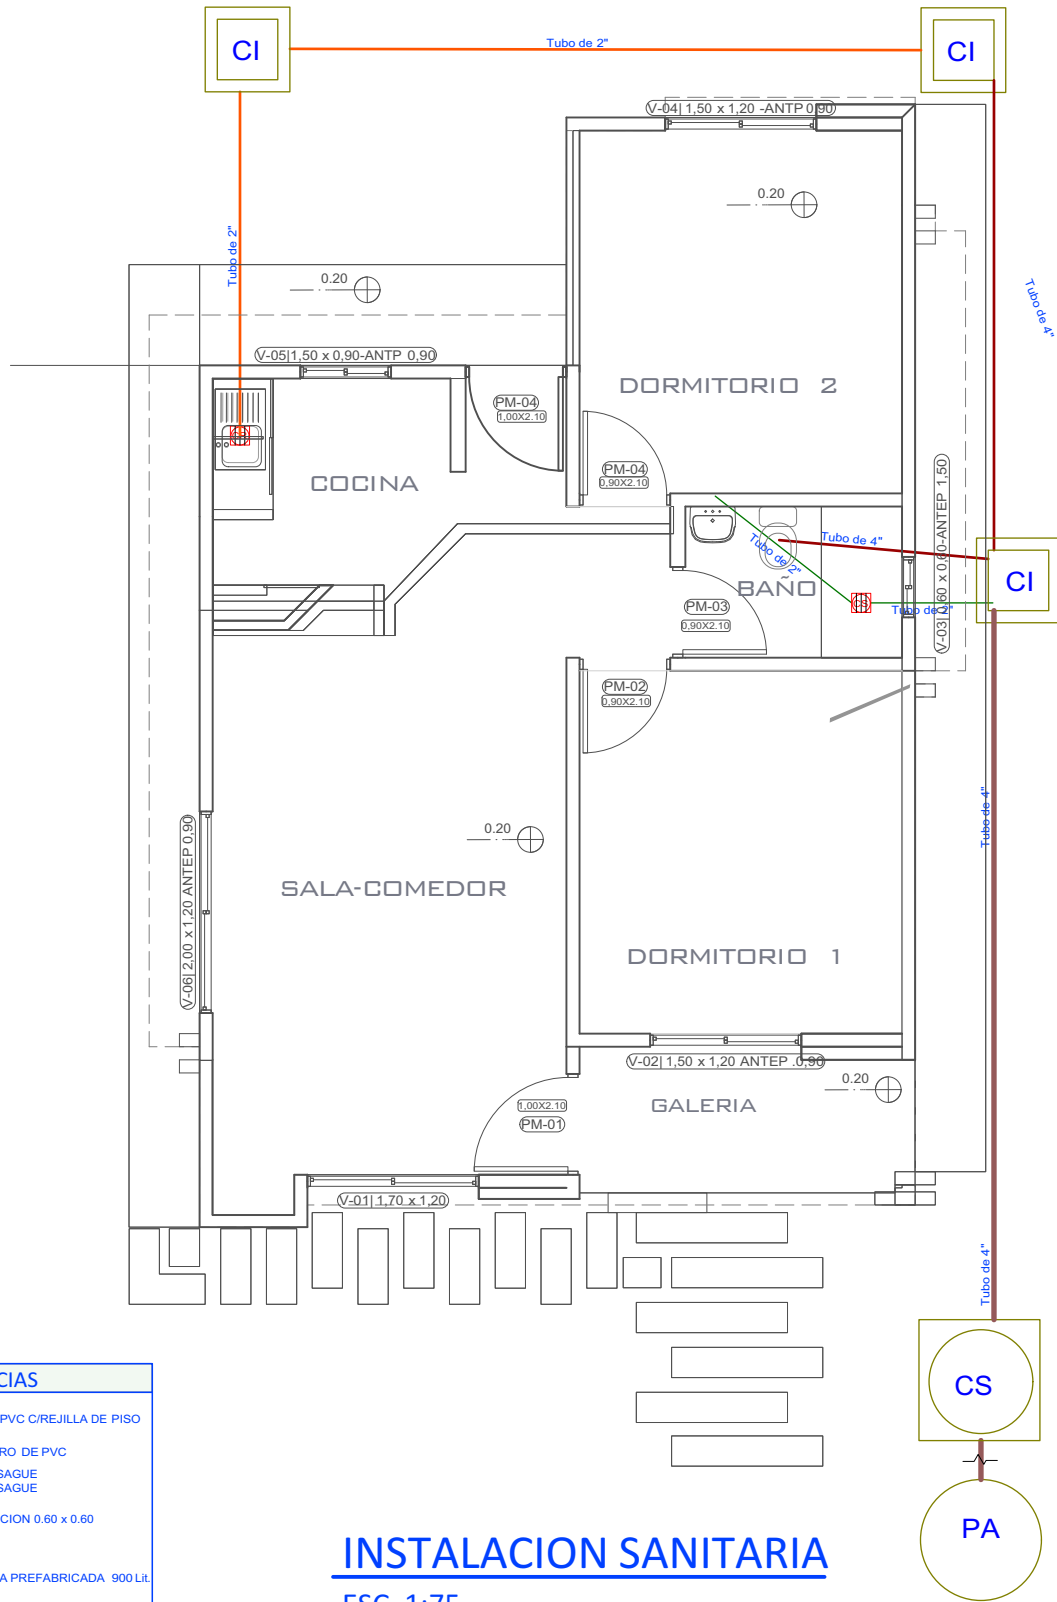 CI
Tubo de 2"
CI
V-04| 1,50 x 1,20 -ANTP 0,90
0.20
Tubo de 2"
0.20
Tubo de 4"
V-05|1,50 x 0,90-ANTP 0,90
DORMITORIO 2
PM-04
1,00X2.10
COCINA
PM-04
0,90X2.10
V-03| 0,60 x 0,60-ANTEP 1,50
Tubo de 2"
Tubo de 4"
CI
BAÑO
CS
PM-03
0,90X2.10
Tubo de 2"
PM-02
0,90X2.10
Tubo de 4"
0.20
V-06| 2,00 x 1,20 ANTEP 0,90
SALA-COMEDOR
DORMITORIO 1
V-02| 1,50 x 1,20 ANTEP .0,90
0.20
1,00X2.10
PM-01
GALERIA
V-01| 1,70 x 1,20
Tubo de 4"
CIAS
CS
PVC C/REJILLA DE PISO
RO DE PVC
SAGUE
SAGUE
CION 0.60 x 0.60
PA
INSTALACION SANITARIA
A PREFABRICADA 900 Lit.
ESC. 1:75